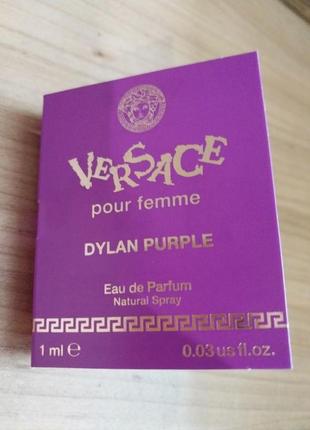 VERSACE
pour femme
DYLAN PURPLE
Eau de Parfum
Natural Spray
1 ml ℮ 0.03 us fl.oz.